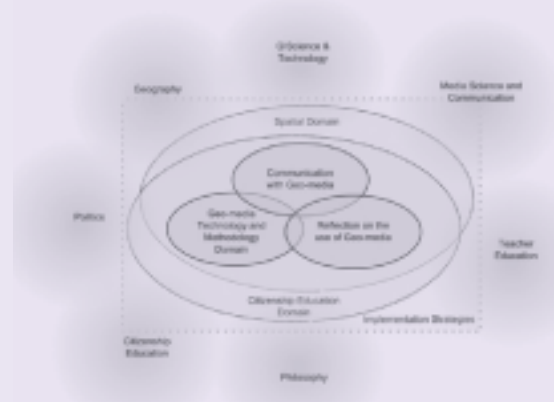 GIScience &
Technology
Geography
Media Science and
Communication
Spatial Domain
Communication
with Geo-media
Politics
Geo-media
Technology and
Methodology
Domain
Reflection on the
use of Geo-media
Teacher
Education
Citizenship Education
Domain
Implementation Strategies
Citizenship
Education
Philosophy